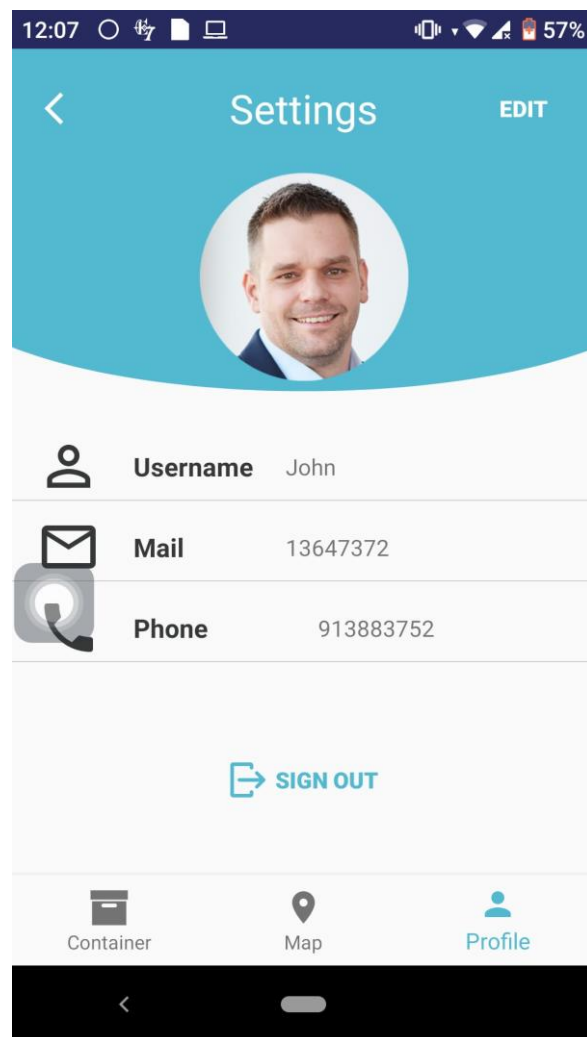 12:07 57%
Settings EDIT
Username John
Mail 13647372
Phone 913883752
SIGN OUT
Container Map Profile